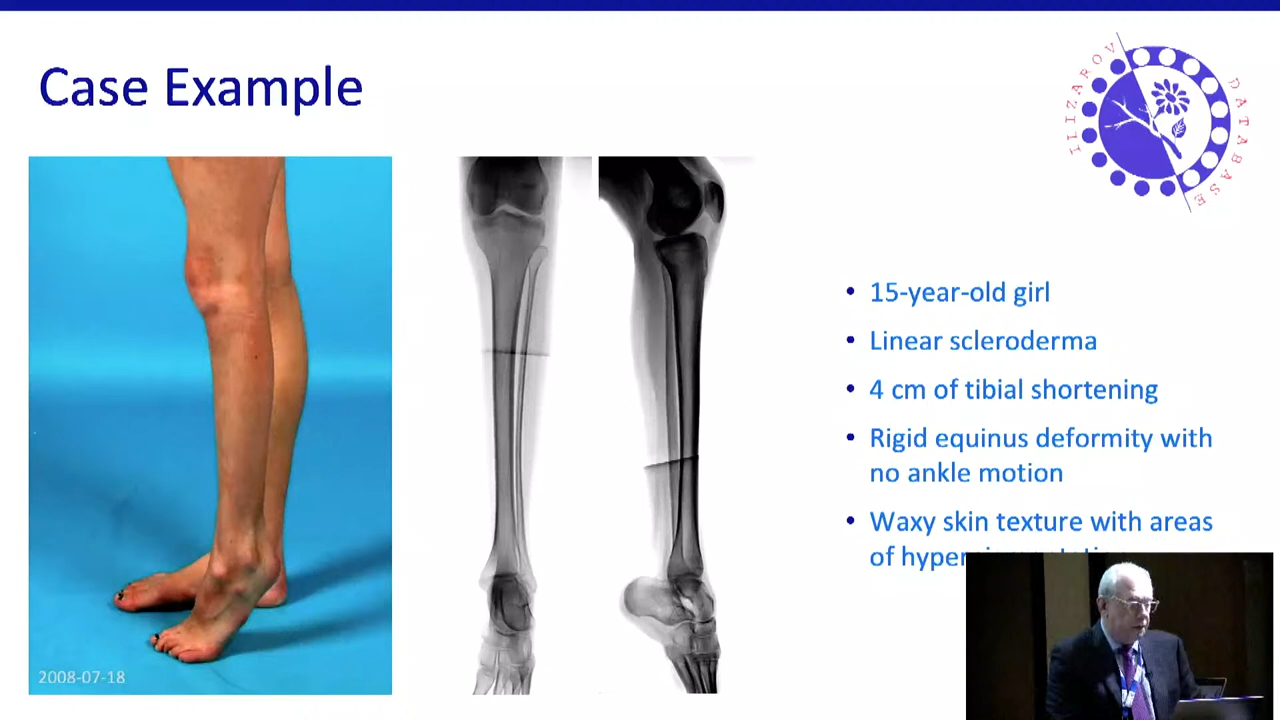 Case Example
ILIZAROV DATABASE
• 15-year-old girl
• Linear scleroderma
• 4 cm of tibial shortening
• Rigid equinus deformity with
no ankle motion
• Waxy skin texture with areas
of
2008-07-18